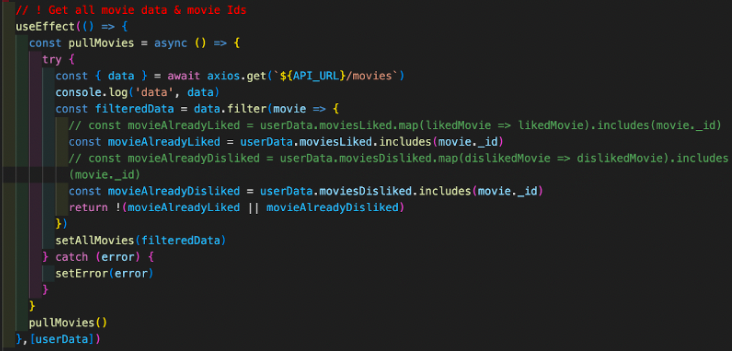 // ! Get all movie data & movie Ids
useEffect(() => {
const pullMovies = async () => {
try {
const { data } = await axios.get(`${API_URL}/movies`)
console.log('data', data)
const filteredData = data.filter(movie => {
// const movieAlreadyLiked = userData.moviesLiked.map(likedMovie => likedMovie).includes(movie._id)
const movieAlreadyLiked = userData.moviesLiked.includes(movie._id)
// const movieAlreadyDisliked = userData.moviesDisliked.map(dislikedMovie => dislikedMovie).includes
(movie._id)
const movieAlreadyDisliked = userData.moviesDisliked.includes(movie._id)
return !(movieAlreadyLiked || movieAlreadyDisliked)
})
setAllMovies(filteredData)
} catch (error) {
setError(error)
}
}
pullMovies()
},[userData])